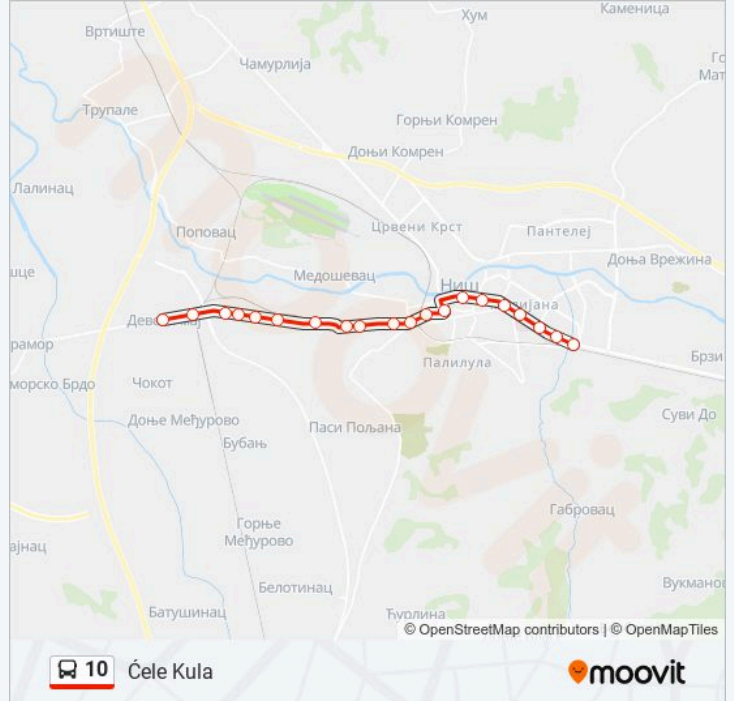 Хум
Каменица
Вртиште
Чамурлија
Трупале
Горњи Комрен
Доњи Комрен
Лалинац
Поповац
Црвени Крст
Пантелеј
Доња Врежина
Медошевац
Ниш
Палилула
Чокот
Доње Међурово
Бубањ
Паси Пољана
Суви До
Габровац
Горње
Међурово
Белотинац
Батушинац
Ћурлина
© OpenStreetMap contributors | © OpenMapTiles
10 Ćele Kula
moovit